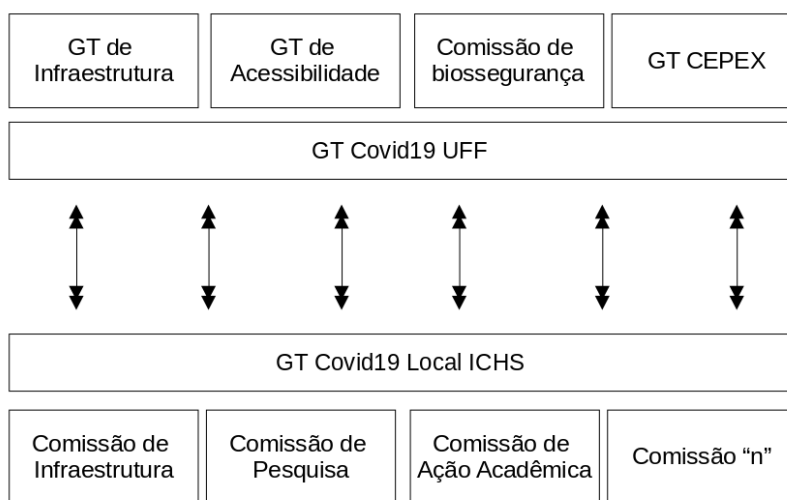 GT de
Infraestrutura
GT de
Acessibilidade
Comissão de
biossegurança
GT CEPEX
GT Covid19 UFF
GT Covid19 Local ICHS
Comissão de
Infraestrutura
Comissão de
Pesquisa
Comissão de
Ação Acadêmica
Comissão “n”